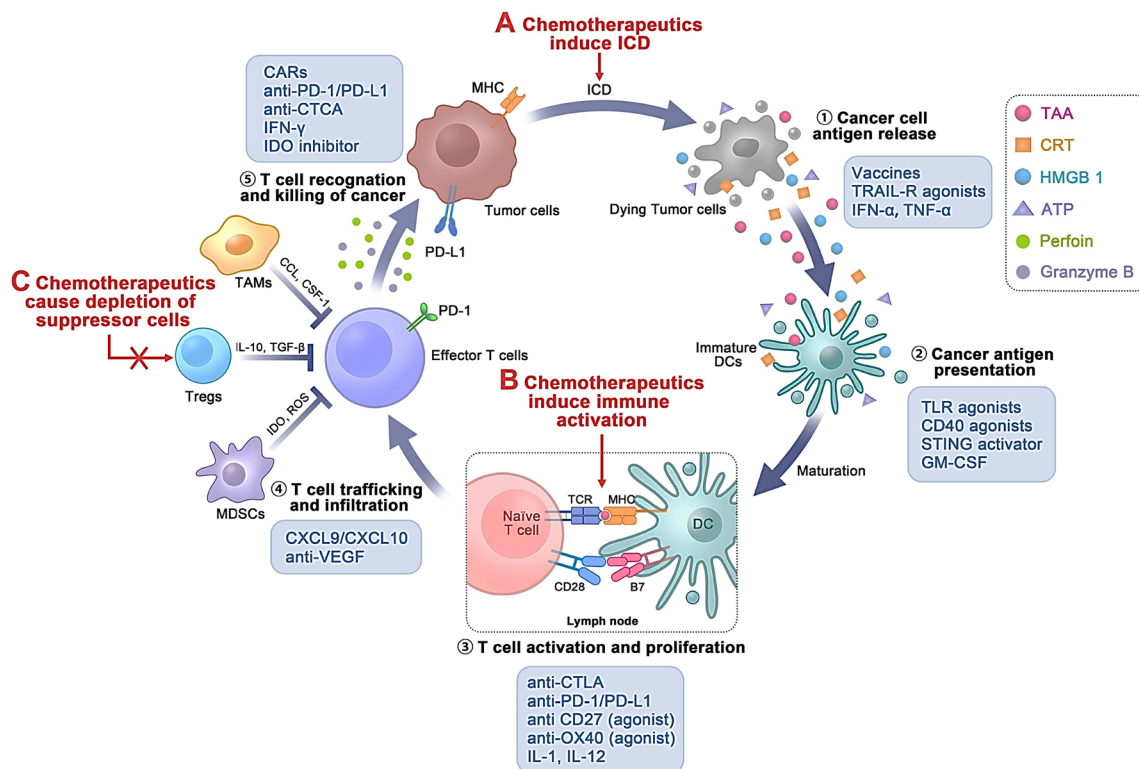 A Chemotherapeutics
induce ICD
CARs
anti-PD-1/PD-L1
anti-CTCA
IFN-γ
IDO inhibitor
MHC
ICD
① Cancer cell
antigen release
Vaccines
TRAIL-R agonists
IFN-α, TNF-α
TAA
CRT
HMGB 1
ATP
Perfoin
Granzyme B
⑤ T cell recognation
and killing of cancer
Tumor cells
Dying Tumor cells
PD-L1
TAMs
CCL, CSF-1
C Chemotherapeutics
cause depletion of
suppressor cells
PD-1
IL-10, TGF-β
Effector T cells
Tregs
IDO, ROS
MDSCs
Immature
DCs
② Cancer antigen
presentation
TLR agonists
CD40 agonists
STING activator
GM-CSF
B Chemotherapeutics
induce immune
activation
Maturation
④ T cell trafficking
and infiltration
CXCL9/CXCL10
anti-VEGF
TCR
MHC
Naïve
T cell
DC
CD28
B7
Lymph node
③ T cell activation and proliferation
anti-CTLA
anti-PD-1/PD-L1
anti CD27 (agonist)
anti-OX40 (agonist)
IL-1, IL-12